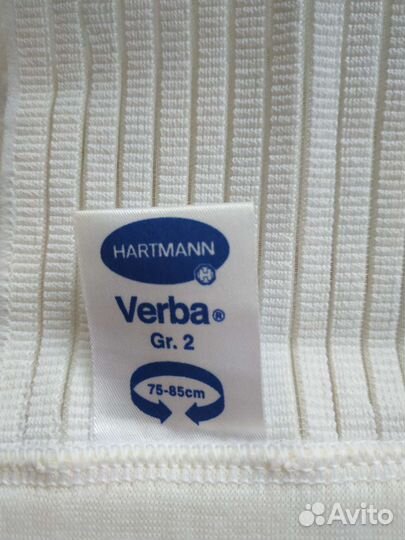 HARTMANN
Verba®
Gr. 2
75-85cm
Avito